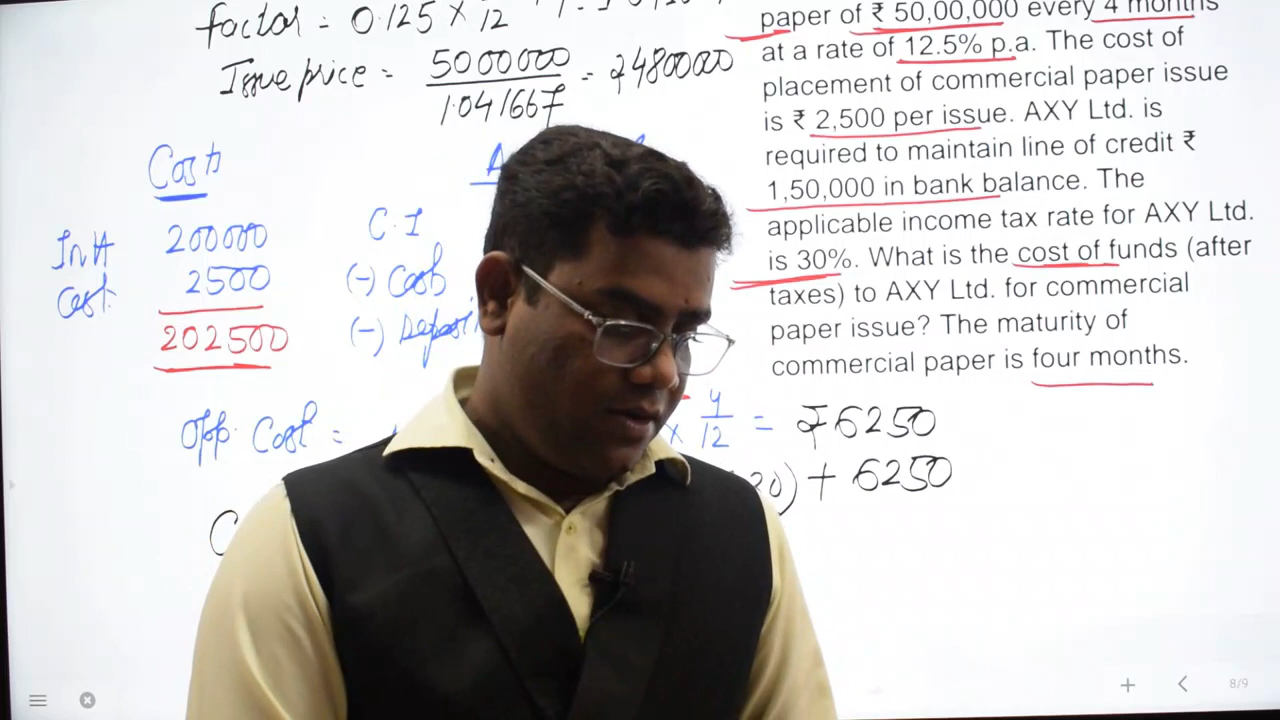 factor = 0.125 × 12
Issue price = 5000000 / 1.041667 = ₹4800000
Cost
Int 200000
Cost 2500
202500
C.I
(-) Cost
(-) Deposi
Opp. Cost =
× 4/12 = ₹6250
30) + 6250
C
paper of ₹ 50,00,000 every 4 months
at a rate of 12.5% p.a. The cost of
placement of commercial paper issue
is ₹ 2,500 per issue. AXY Ltd. is
required to maintain line of credit ₹
1,50,000 in bank balance. The
applicable income tax rate for AXY Ltd.
is 30%. What is the cost of funds (after
taxes) to AXY Ltd. for commercial
paper issue? The maturity of
commercial paper is four months.
8/9